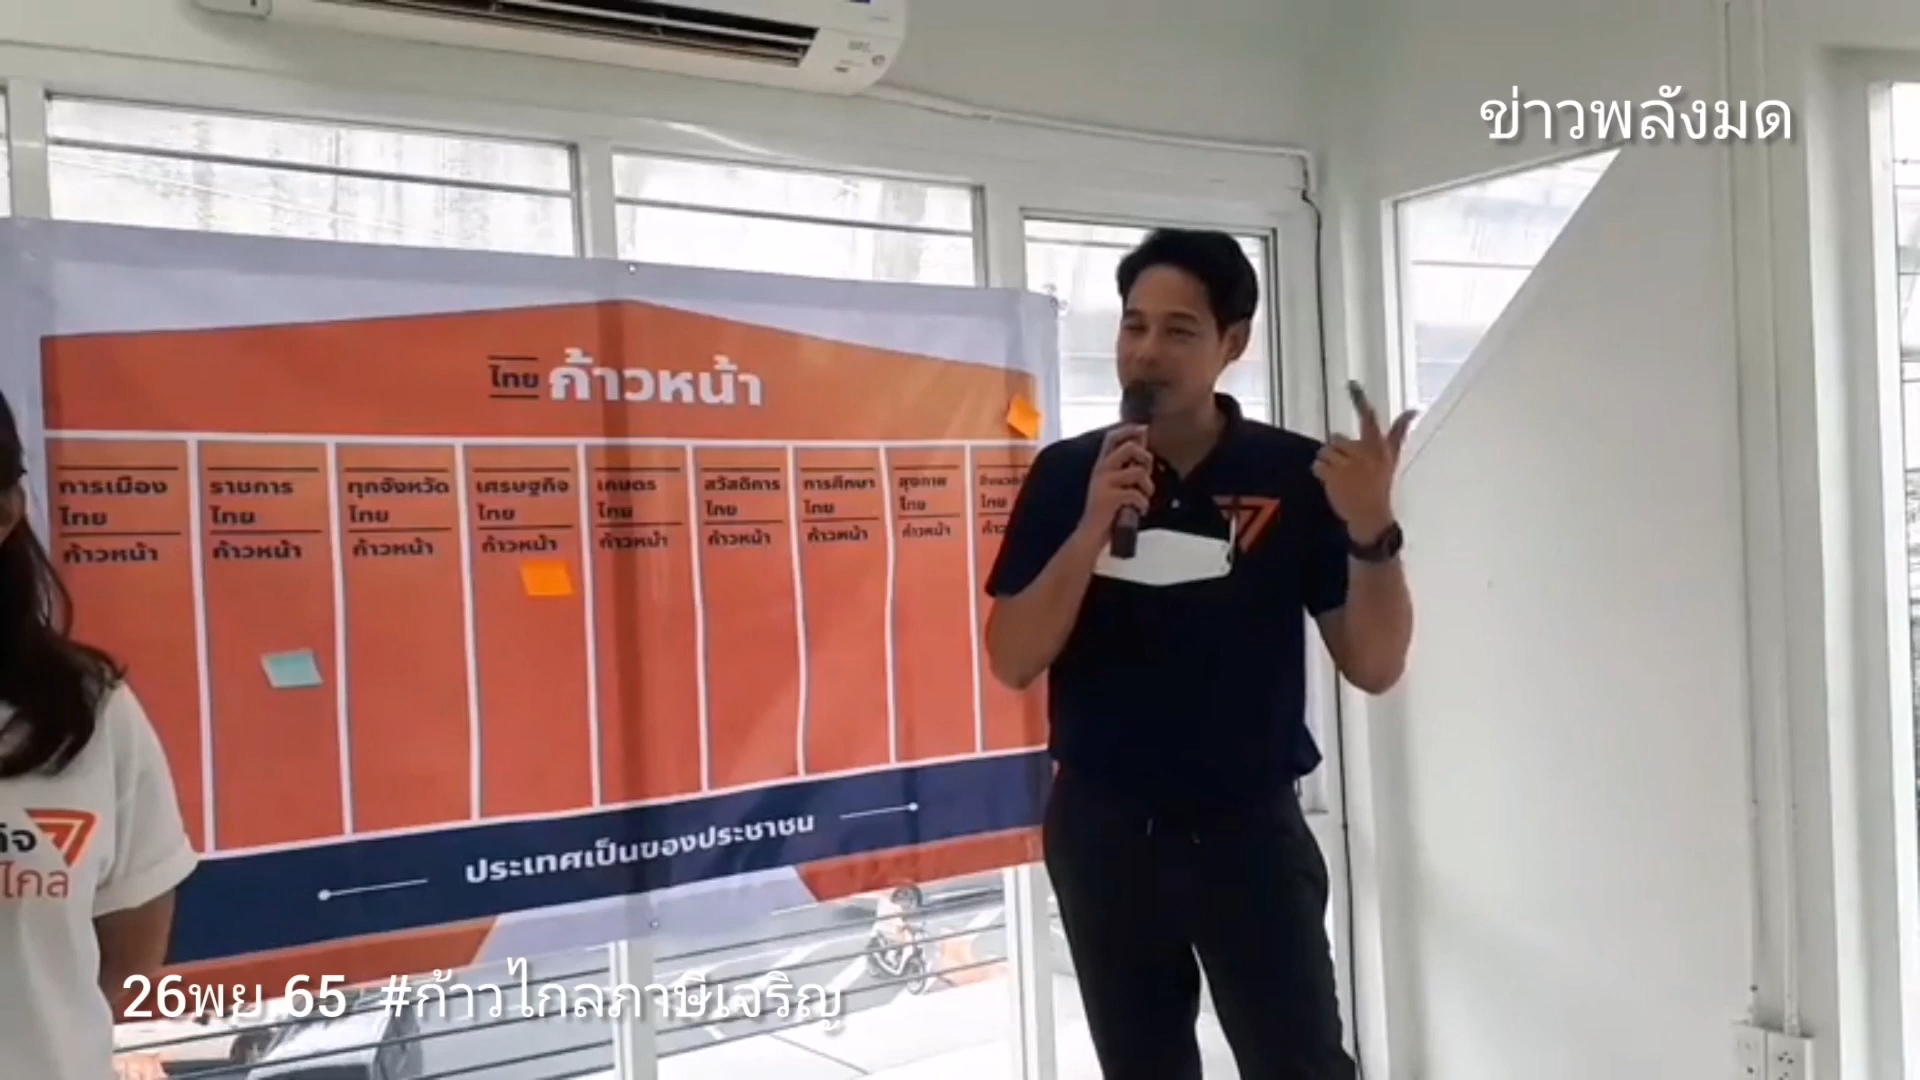 ข่าวพลังมด
ไทย ก้าวหน้า
การเมือง
ไทย
ก้าวหน้า
ราชการ
ไทย
ก้าวหน้า
ทุกจังหวัด
ไทย
ก้าวหน้า
เศรษฐกิจ
ไทย
ก้าวหน้า
เกษตร
ไทย
ก้าวหน้า
สวัสดิการ
ไทย
ก้าวหน้า
การศึกษา
ไทย
ก้าวหน้า
สุขภาพ
ไทย
ก้าวหน้า
ไทย
ประเทศเป็นของประชาชน
ไกล
26พย.65 #ก้าวไกลภาษีเจริญ